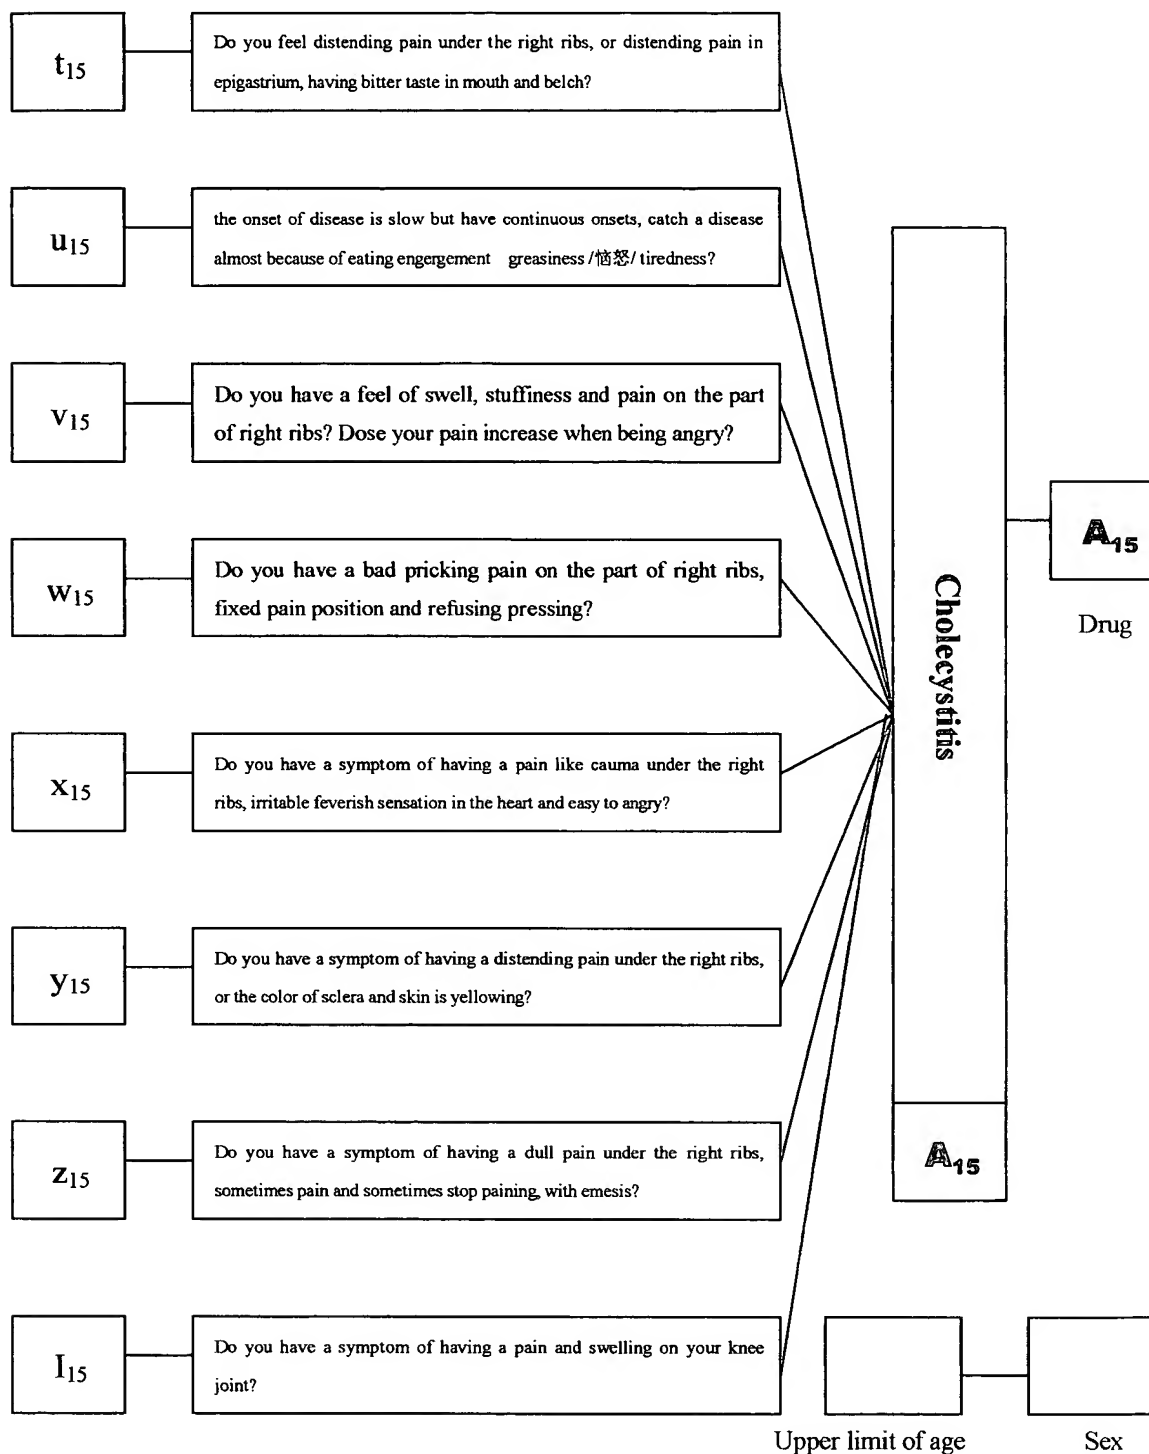 t15
Do you feel distending pain under the right ribs, or distending pain in
epigastrium, having bitter taste in mouth and belch?
u15
the onset of disease is slow but have continuous onsets, catch a disease
almost because of eating engergement greasiness /恼怒/ tiredness?
v15
Do you have a feel of swell, stuffiness and pain on the part
of right ribs? Dose your pain increase when being angry?
w15
Do you have a bad pricking pain on the part of right ribs,
fixed pain position and refusing pressing?
x15
Do you have a symptom of having a pain like cauma under the right
ribs, irritable feverish sensation in the heart and easy to angry?
y15
Do you have a symptom of having a distending pain under the right ribs,
or the color of sclera and skin is yellowing?
z15
Do you have a symptom of having a dull pain under the right ribs,
sometimes pain and sometimes stop paining, with emesis?
I15
Do you have a symptom of having a pain and swelling on your knee
joint?
Cholecystitis
A15
A15
Drug
Upper limit of age
Sex